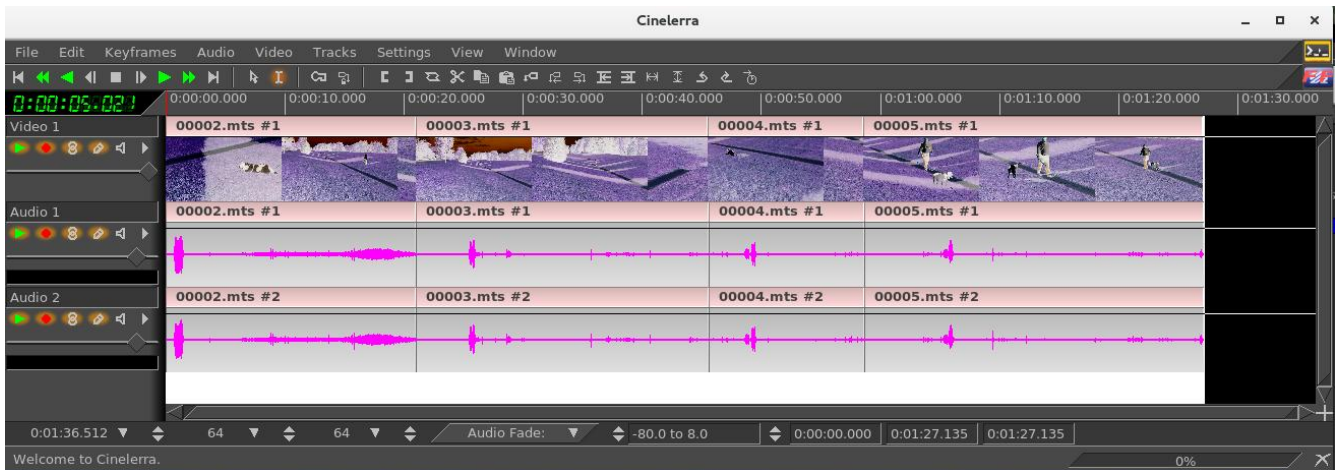 Cinelerra
File Edit Keyframes Audio Video Tracks Settings View Window
0:00:05.021 0:00:00.000 0:00:10.000 0:00:20.000 0:00:30.000 0:00:40.000 0:00:50.000 0:01:00.000 0:01:10.000 0:01:20.000 0:01:30.000
Video 1 00002.mts #1 00003.mts #1 00004.mts #1 00005.mts #1
Audio 1 00002.mts #1 00003.mts #1 00004.mts #1 00005.mts #1
Audio 2 00002.mts #2 00003.mts #2 00004.mts #2 00005.mts #2
0:01:36.512 64 64 Audio Fade: -80.0 to 8.0 0:00:00.000 0:01:27.135 0:01:27.135
Welcome to Cinelerra. 0%